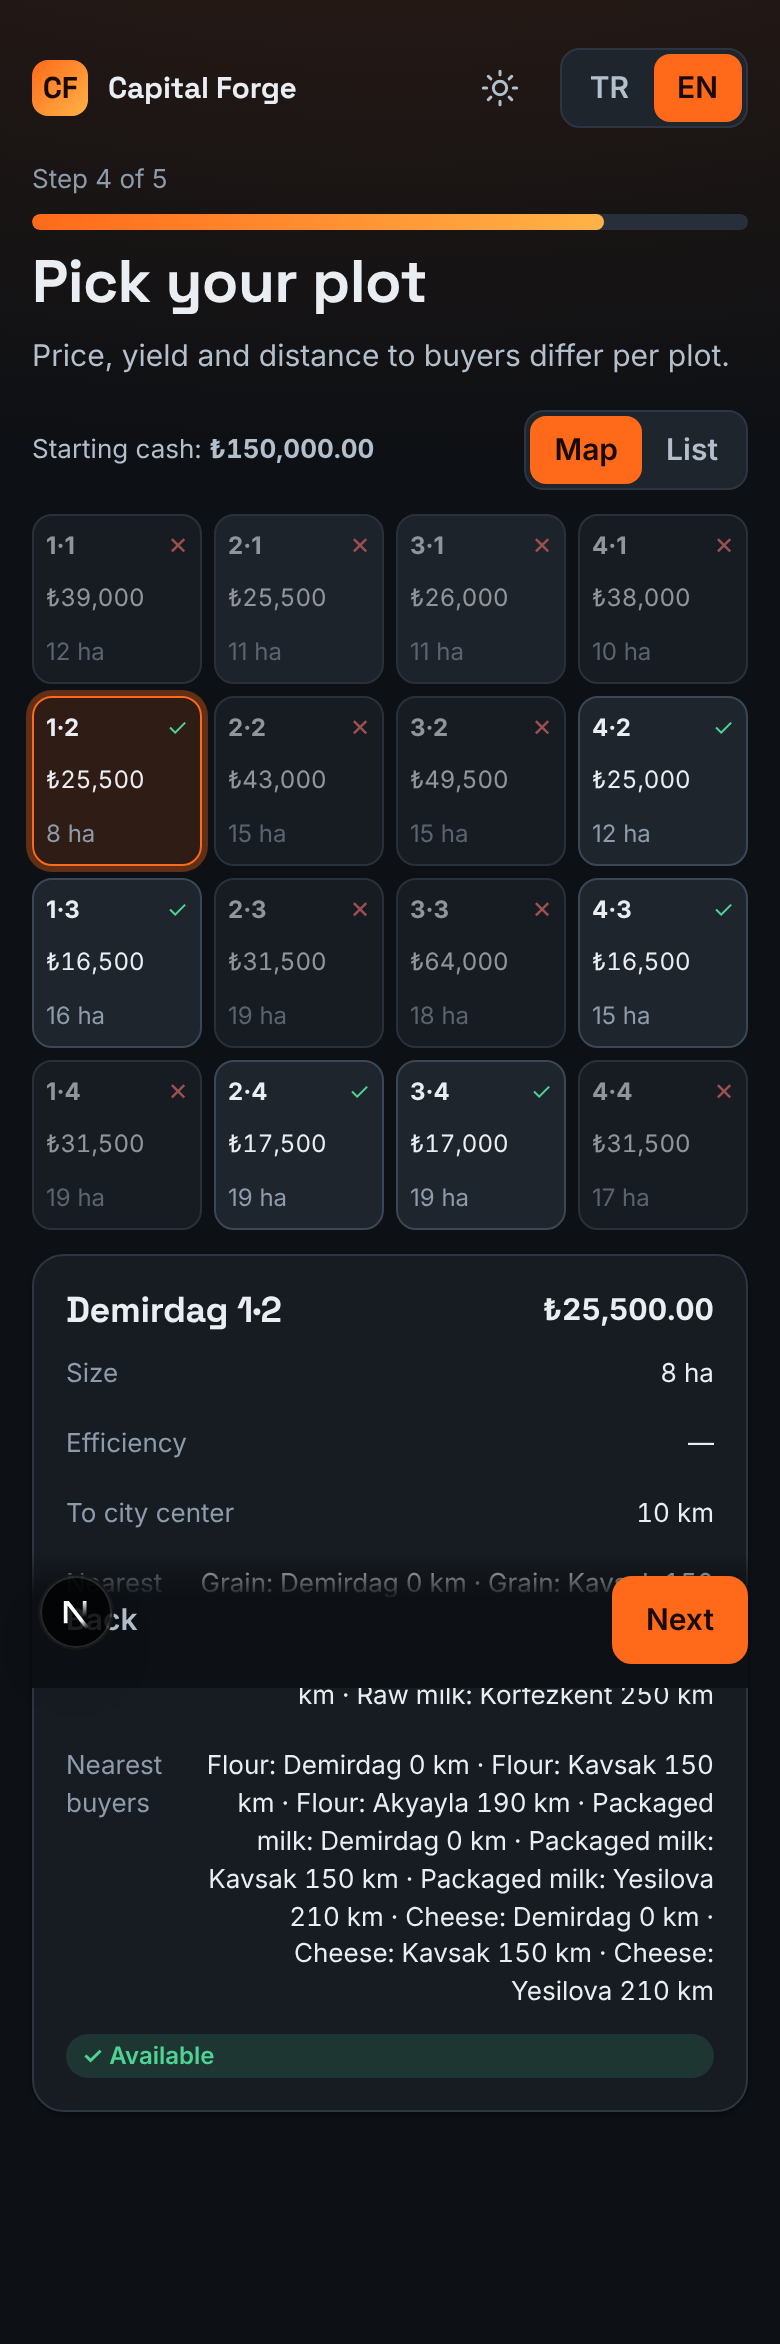 CF Capital Forge TR EN
Step 4 of 5
Pick your plot
Price, yield and distance to buyers differ per plot.
Starting cash: ₺150,000.00 Map List
1·1 ✕ 2·1 ✕ 3·1 ✕ 4·1 ✕
₺39,000 ₺25,500 ₺26,000 ₺38,000
12 ha 11 ha 11 ha 10 ha
1·2 ✓ 2·2 ✕ 3·2 ✕ 4·2 ✓
₺25,500 ₺43,000 ₺49,500 ₺25,000
8 ha 15 ha 15 ha 12 ha
1·3 ✓ 2·3 ✕ 3·3 ✕ 4·3 ✓
₺16,500 ₺31,500 ₺64,000 ₺16,500
16 ha 19 ha 18 ha 15 ha
1·4 ✕ 2·4 ✓ 3·4 ✓ 4·4 ✕
₺31,500 ₺17,500 ₺17,000 ₺31,500
19 ha 19 ha 19 ha 17 ha
Demirdag 1·2 ₺25,500.00
Size 8 ha
Efficiency —
To city center 10 km
Nearest Grain: Demirdag 0 km · Grain:
N Back Next
km · Raw milk: Korfezkent 250 km
Nearest Flour: Demirdag 0 km · Flour: Kavsak 150
buyers km · Flour: Akyayla 190 km · Packaged
milk: Demirdag 0 km · Packaged milk:
Kavsak 150 km · Packaged milk: Yesilova
210 km · Cheese: Demirdag 0 km ·
Cheese: Kavsak 150 km · Cheese:
Yesilova 210 km
✓ Available